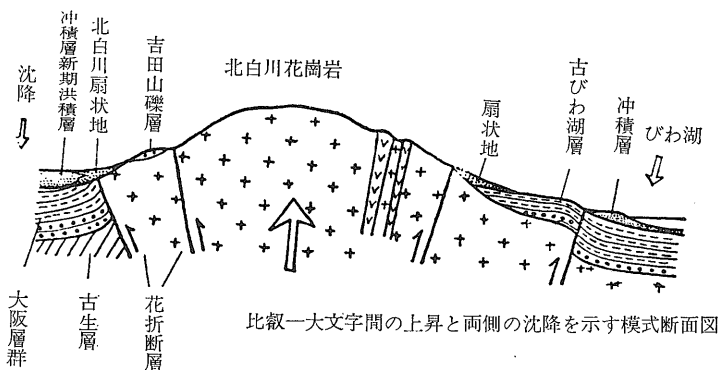 沈降
冲積層新期洪積層
北白川扇状地
吉田山礫層
北白川花崗岩
扇状地
古びわ湖層
冲積層
びわ湖
大阪層群
古生層
花折断層
比叡―大文字間の上昇と両側の沈降を示す模式断面図